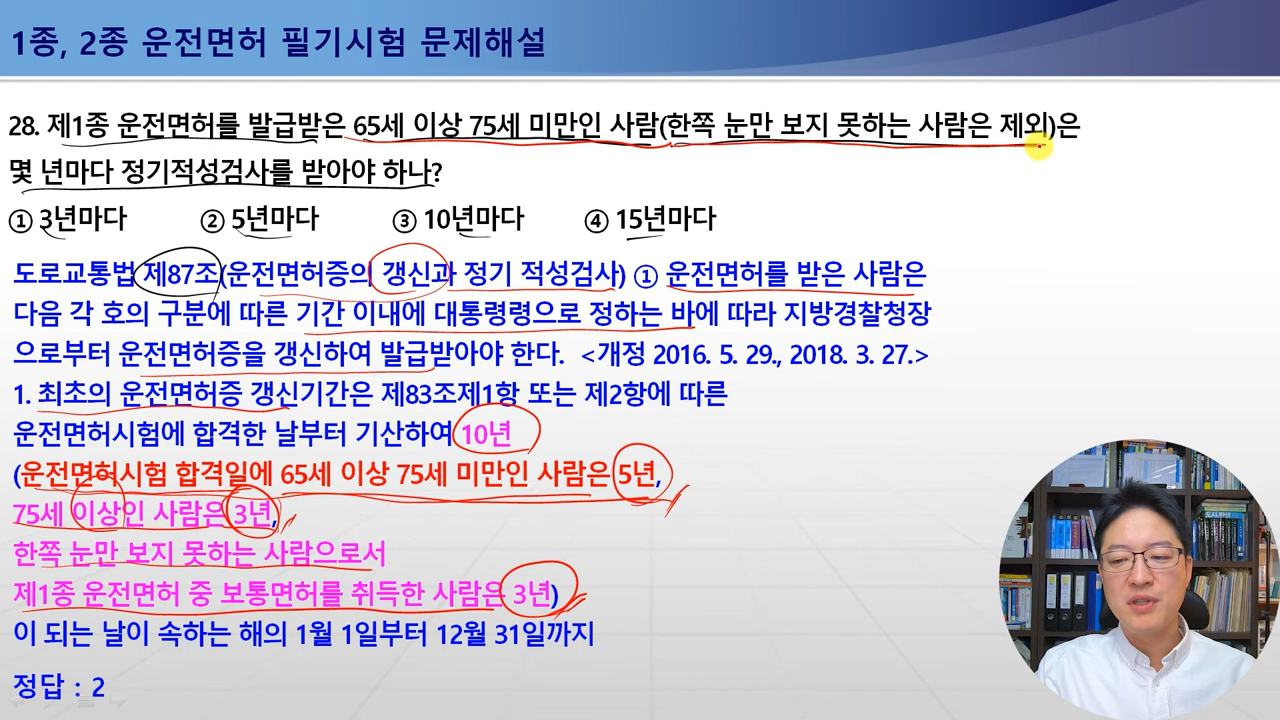 1종, 2종 운전면허 필기시험 문제해설
28. 제1종 운전면허를 발급받은 65세 이상 75세 미만인 사람(한쪽 눈만 보지 못하는 사람은 제외)은
몇 년마다 정기적성검사를 받아야 하나?
① 3년마다 ② 5년마다 ③ 10년마다 ④ 15년마다
도로교통법 제87조(운전면허증의 갱신과 정기 적성검사) ① 운전면허를 받은 사람은
다음 각 호의 구분에 따른 기간 이내에 대통령령으로 정하는 바에 따라 지방경찰청장
으로부터 운전면허증을 갱신하여 발급받아야 한다. <개정 2016. 5. 29., 2018. 3. 27.>
1. 최초의 운전면허증 갱신기간은 제83조제1항 또는 제2항에 따른
운전면허시험에 합격한 날부터 기산하여 10년
(운전면허시험 합격일에 65세 이상 75세 미만인 사람은 5년,
75세 이상인 사람은 3년,
한쪽 눈만 보지 못하는 사람으로서
제1종 운전면허 중 보통면허를 취득한 사람은 3년)
이 되는 날이 속하는 해의 1월 1일부터 12월 31일까지
정답 : 2